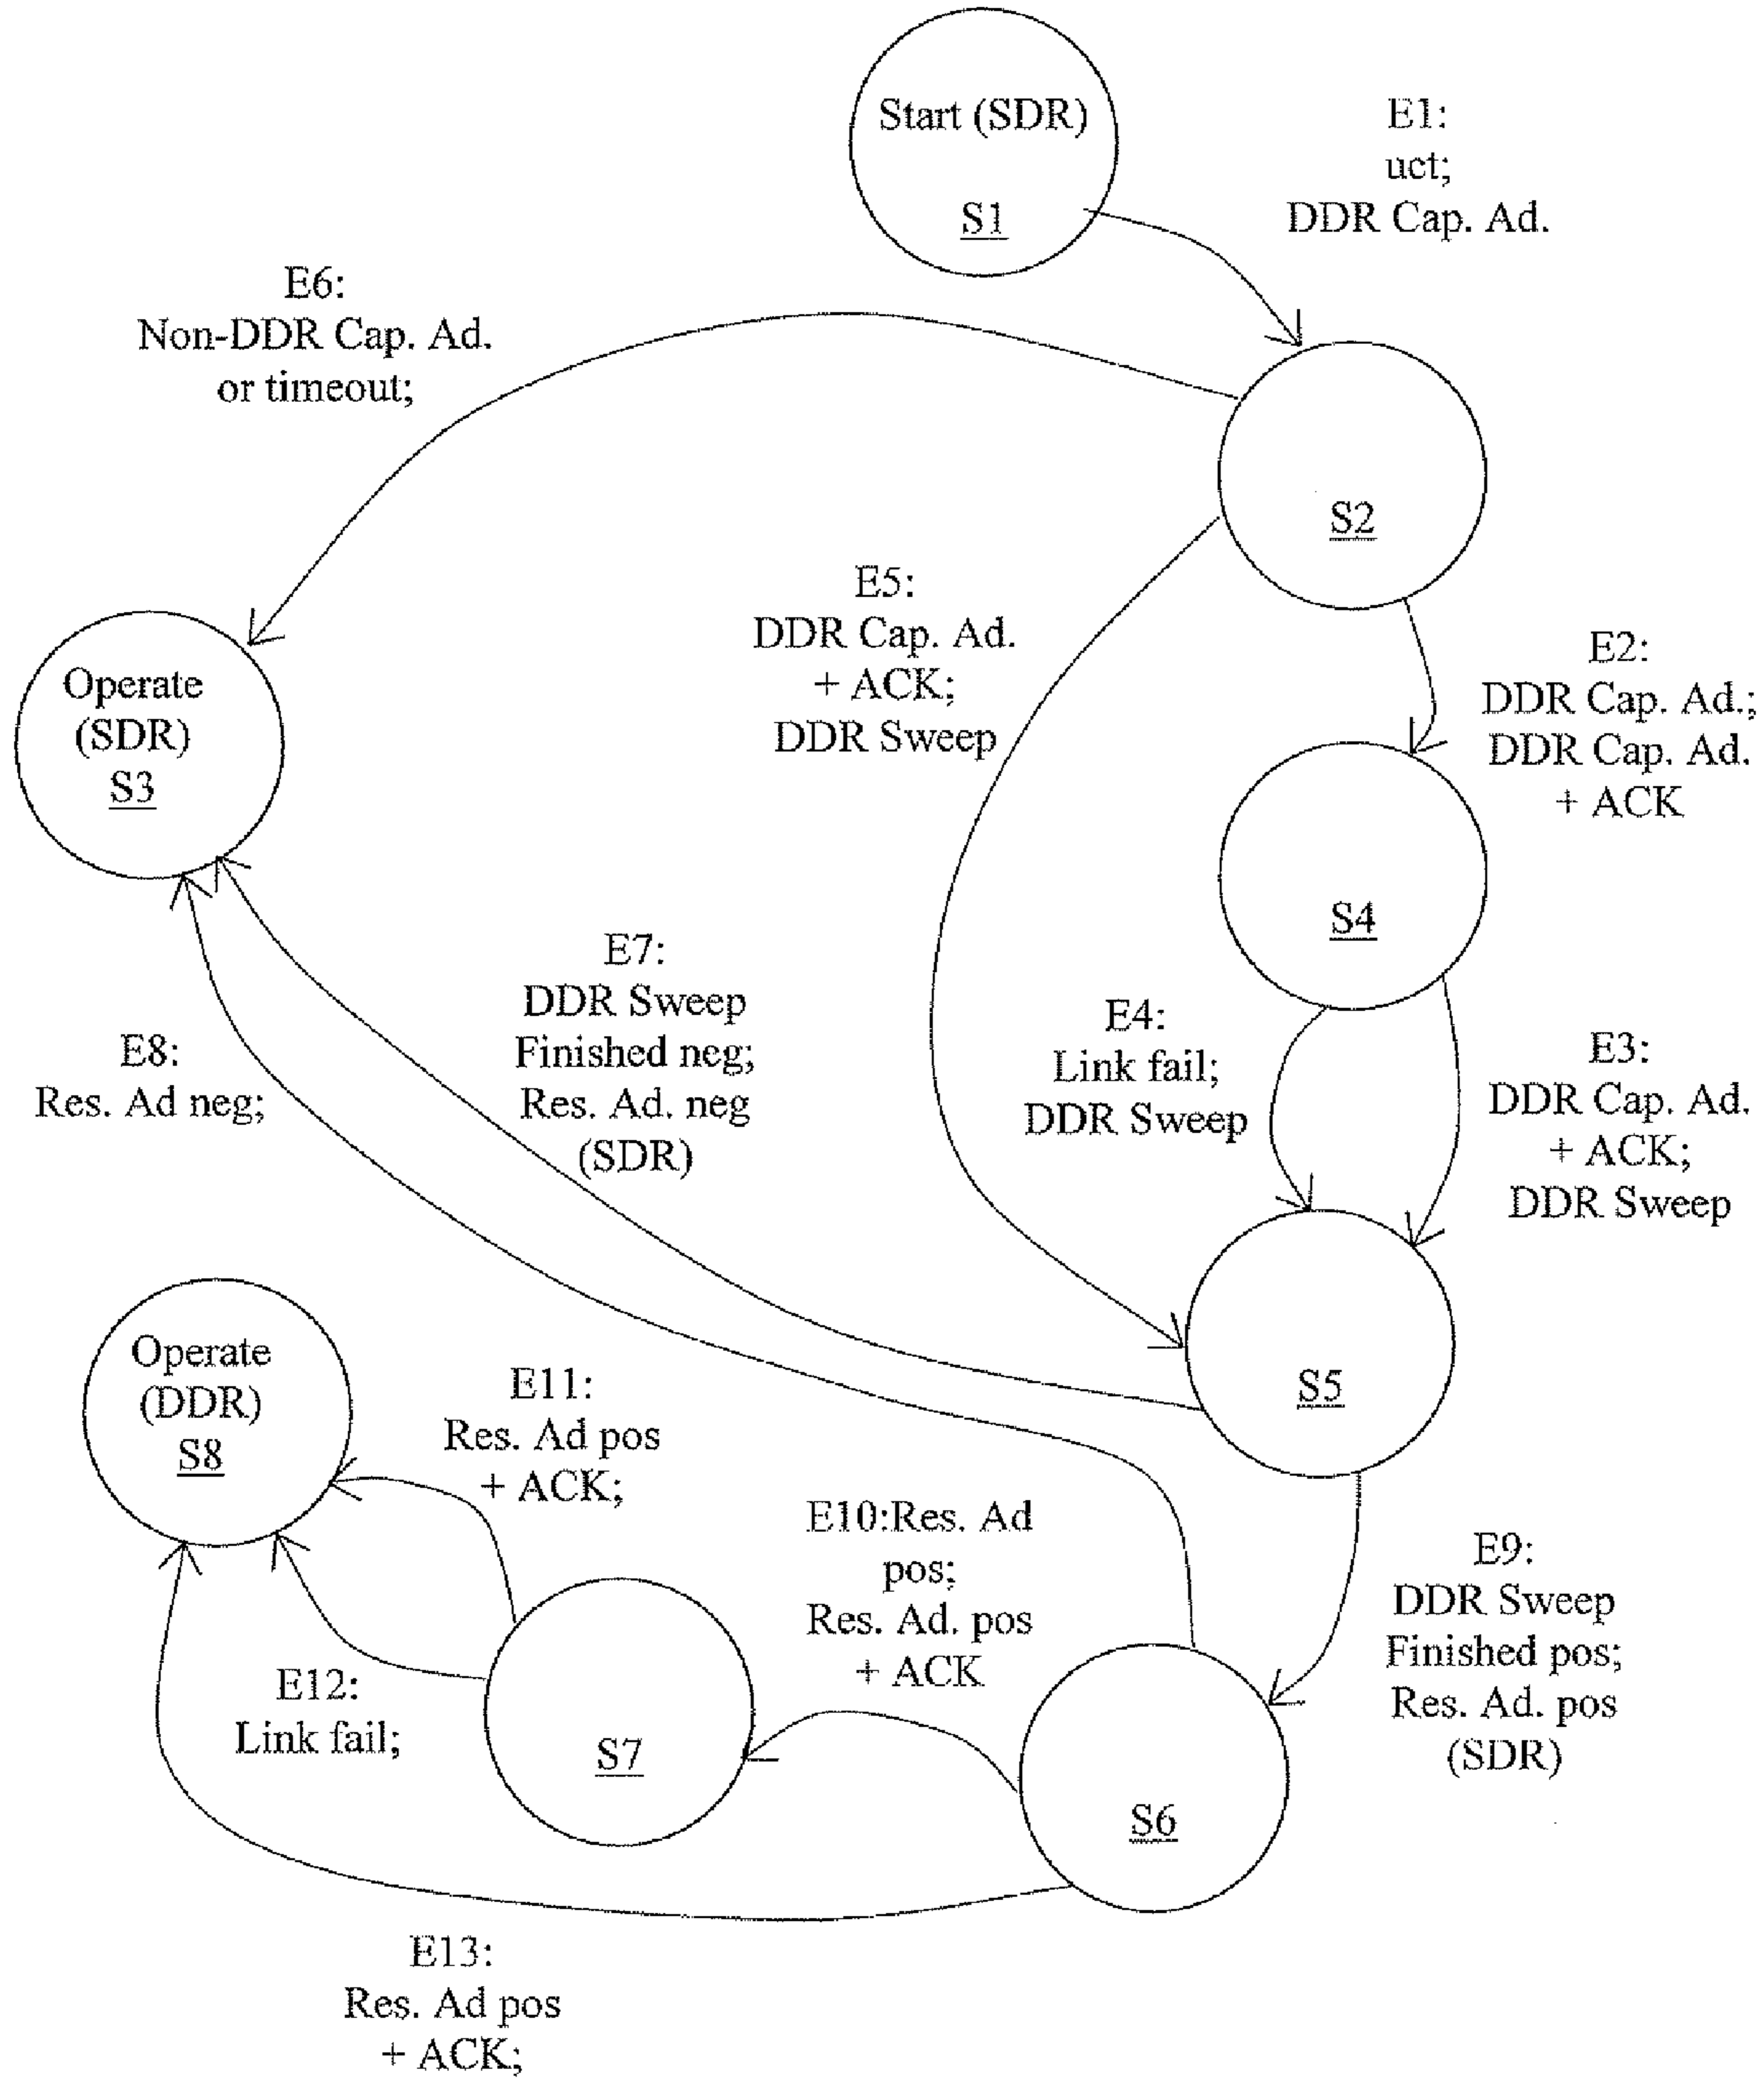 Start (SDR)
S1
E1:
uct;
DDR Cap. Ad.
E6:
Non-DDR Cap. Ad.
or timeout;
S2
E5:
DDR Cap. Ad.
+ ACK;
DDR Sweep
E2:
DDR Cap. Ad.;
DDR Cap. Ad.
+ ACK
Operate
(SDR)
S3
S4
E7:
DDR Sweep
Finished neg;
Res. Ad. neg
(SDR)
E8:
Res. Ad neg;
E4:
Link fail;
DDR Sweep
E3:
DDR Cap. Ad.
+ ACK;
DDR Sweep
S5
Operate
(DDR)
S8
E11:
Res. Ad pos
+ ACK;
E10:Res. Ad
pos;
Res. Ad. pos
+ ACK
E9:
DDR Sweep
Finished pos;
Res. Ad. pos
(SDR)
E12:
Link fail;
S7
S6
E13:
Res. Ad pos
+ ACK;